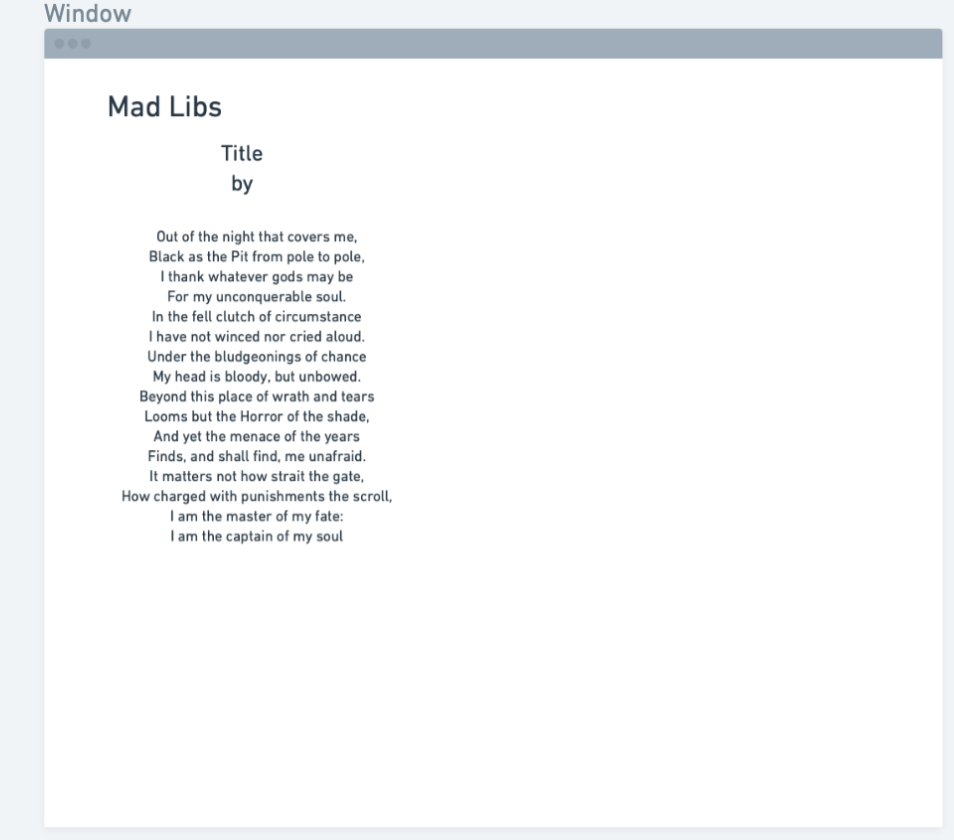 Window
Mad Libs
Title
by
Out of the night that covers me,
Black as the Pit from pole to pole,
I thank whatever gods may be
For my unconquerable soul.
In the fell clutch of circumstance
I have not winced nor cried aloud.
Under the bludgeonings of chance
My head is bloody, but unbowed.
Beyond this place of wrath and tears
Looms but the Horror of the shade,
And yet the menace of the years
Finds, and shall find, me unafraid.
It matters not how strait the gate,
How charged with punishments the scroll,
I am the master of my fate:
I am the captain of my soul